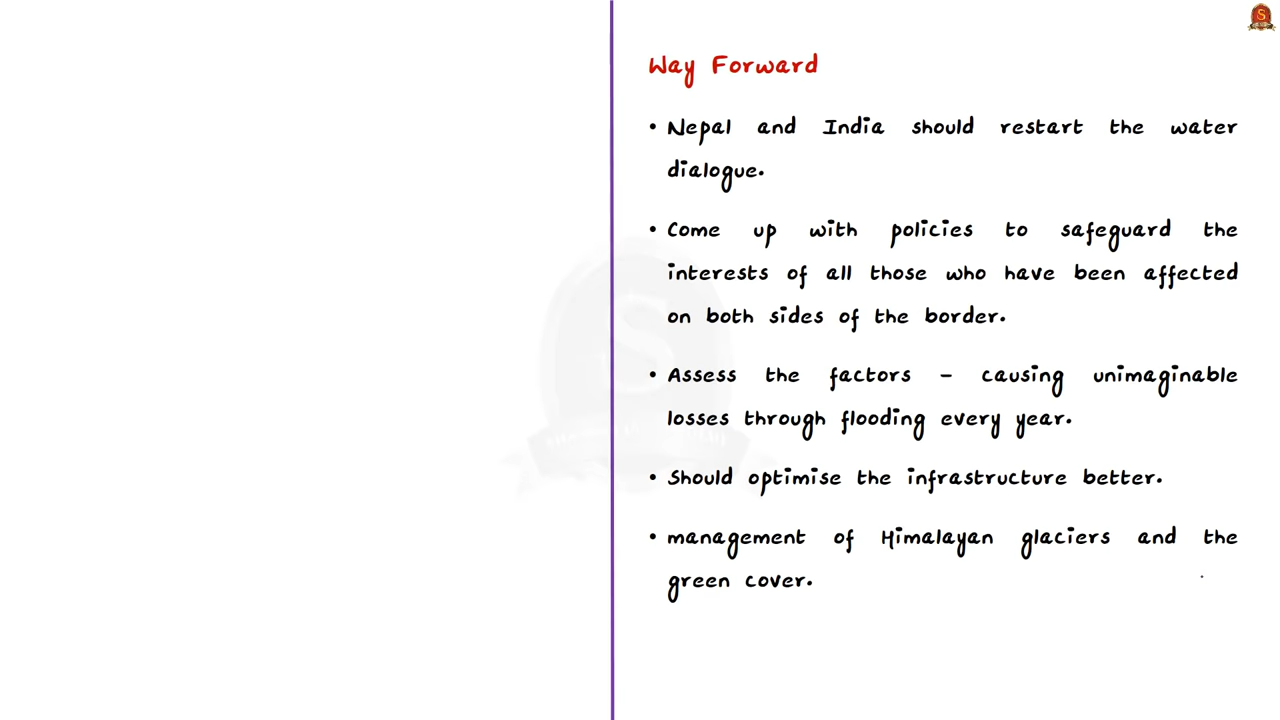 Way Forward
• Nepal and India should restart the water
dialogue.
• Come up with policies to safeguard the
interests of all those who have been affected
on both sides of the border.
• Assess the factors – causing unimaginable
losses through flooding every year.
• Should optimise the infrastructure better.
• management of Himalayan glaciers and the
green cover.